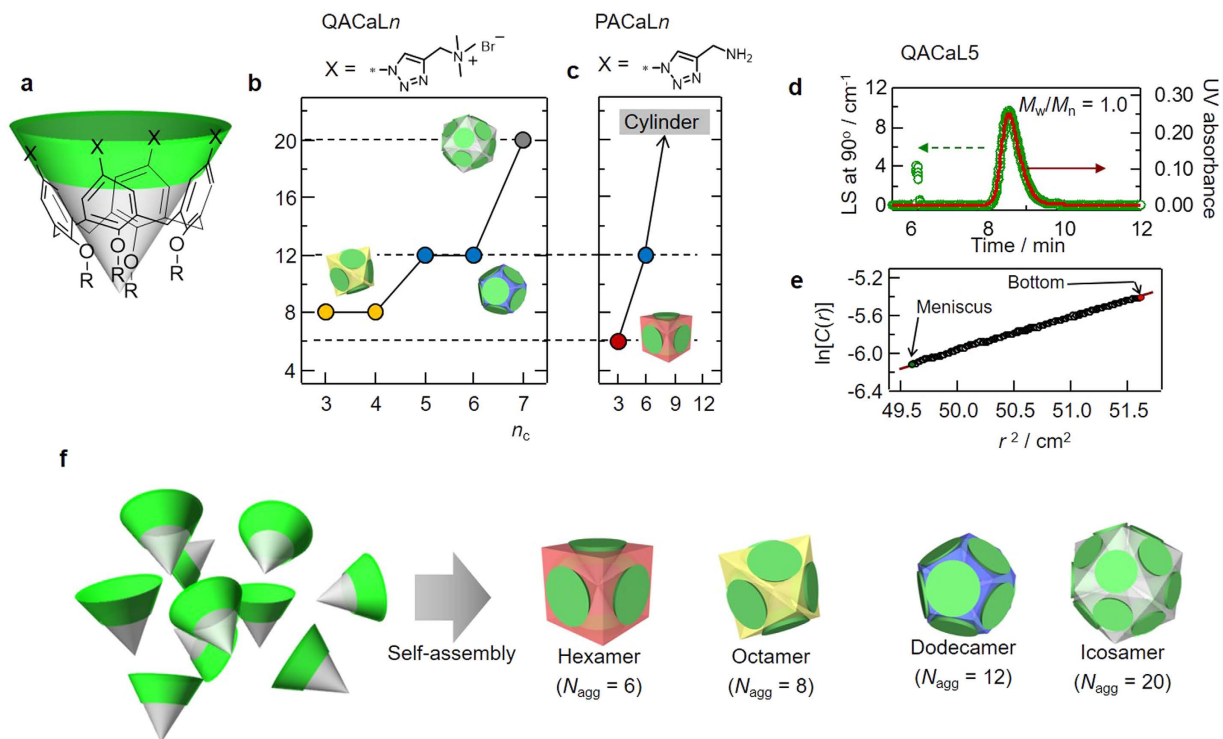 QACaLn
PACaLn
QACaL5
a
b
c
d
X =
* N N N N + Br−
X =
* N N N NH2
X X X X
O O O O
R R R R
20
16
12
8
4
3 4 5 6 7
nc
Cylinder
3 6 9 12
LS at 90° / cm-1
12
8
4
0
Mw/Mn = 1.0
0.30
0.20
0.10
0.00
UV absorbance
6 8 10 12
Time / min
e
ln[C(r)]
-5.2
-5.6
-6.0
-6.4
Meniscus
Bottom
49.5 50.0 50.5 51.0 51.5
r 2 / cm2
f
Self-assembly
Hexamer
(Nagg = 6)
Octamer
(Nagg = 8)
Dodecamer
(Nagg = 12)
Icosamer
(Nagg = 20)